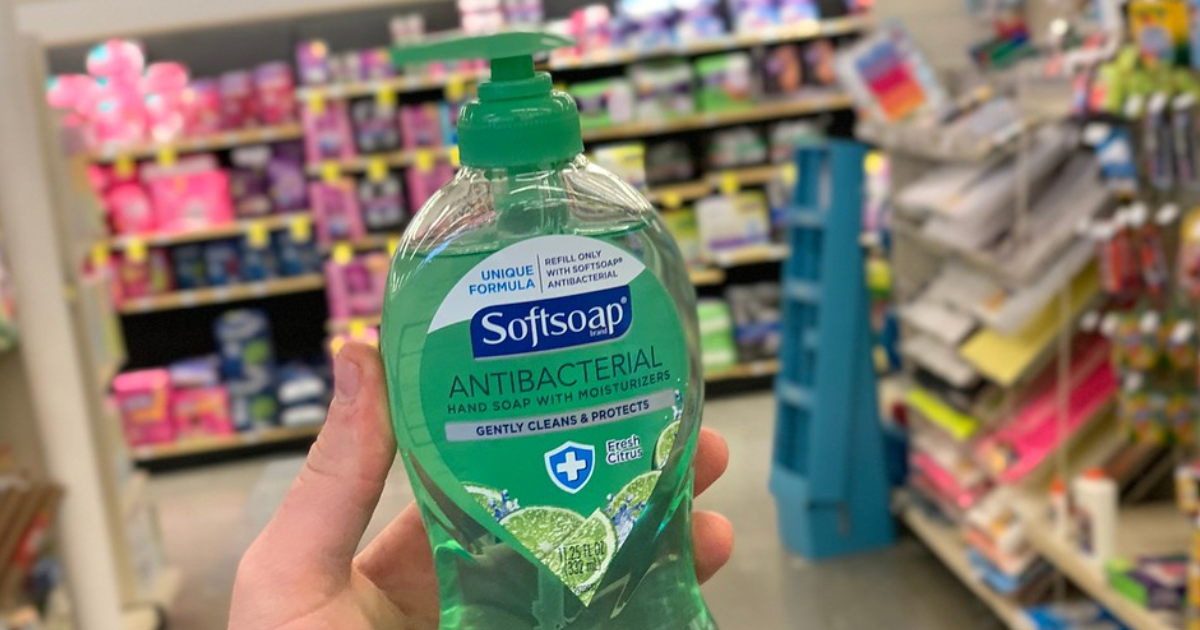 UNIQUE
FORMULA
REFILL ONLY
WITH SOFTSOAP®
ANTIBACTERIAL
Softsoap®
brand
ANTIBACTERIAL
HAND SOAP WITH MOISTURIZERS
GENTLY CLEANS & PROTECTS
Fresh
Citrus
11.25 FL OZ
(332 mL)